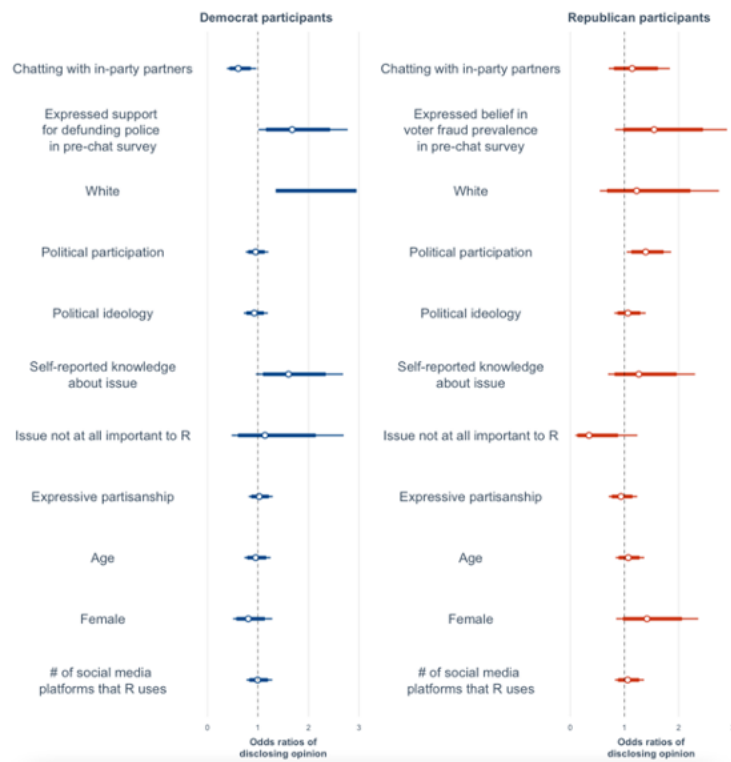 Democrat participants
Chatting with in-party partners
Expressed support
for defunding police
in pre-chat survey
White
Political participation
Political ideology
Self-reported knowledge
about issue
Issue not at all important to R
Expressive partisanship
Age
Female
# of social media
platforms that R uses
0 1 2 3
Odds ratios of
disclosing opinion
Republican participants
Chatting with in-party partners
Expressed belief in
voter fraud prevalence
in pre-chat survey
White
Political participation
Political ideology
Self-reported knowledge
about issue
Issue not at all important to R
Expressive partisanship
Age
Female
# of social media
platforms that R uses
0 1 2
Odds ratios of
disclosing opinion